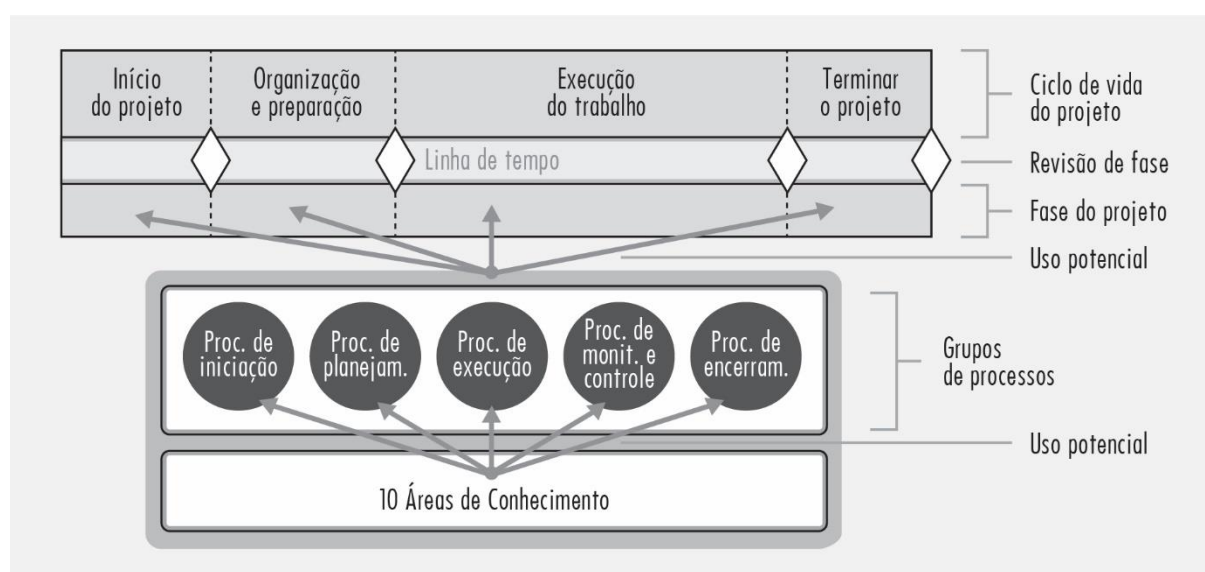 Início
do projeto
Organização
e preparação
Execução
do trabalho
Terminar
o projeto
Ciclo de vida
do projeto
Linha de tempo
Revisão de fase
Fase do projeto
Uso potencial
Proc. de
iniciação
Proc. de
planejam.
Proc. de
execução
Proc. de
monit. e
controle
Proc. de
encerram.
Grupos
de processos
Uso potencial
10 Áreas de Conhecimento